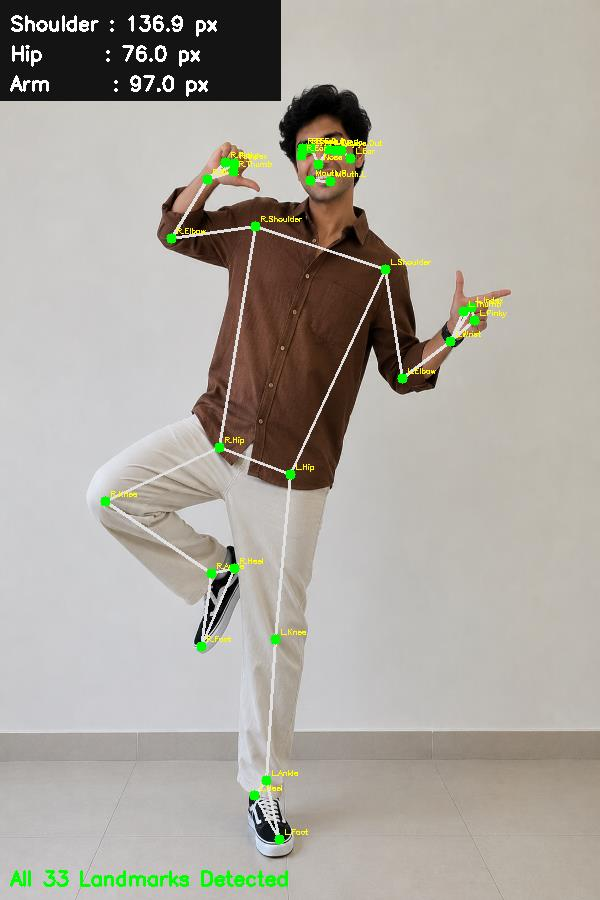 Shoulder : 136.9 px
Hip : 76.0 px
Arm : 97.0 px
L.Ear
R.Thumb
Nose
Mouth.L
R.Shoulder
R.Elbow
L.Shoulder
L.Thumb
L.Pinky
L.Wrist
L.Elbow
R.Hip
L.Hip
R.Knee
R.Heel
R.Foot
L.Knee
L.Ankle
L.Foot
All 33 Landmarks Detected